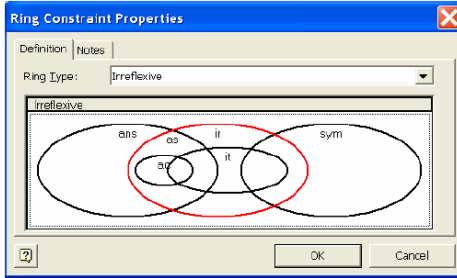 Ring Constraint Properties
Definition Notes
Ring Type: Irreflexive
Irreflexive
ans as ir sym
ac it
? OK Cancel